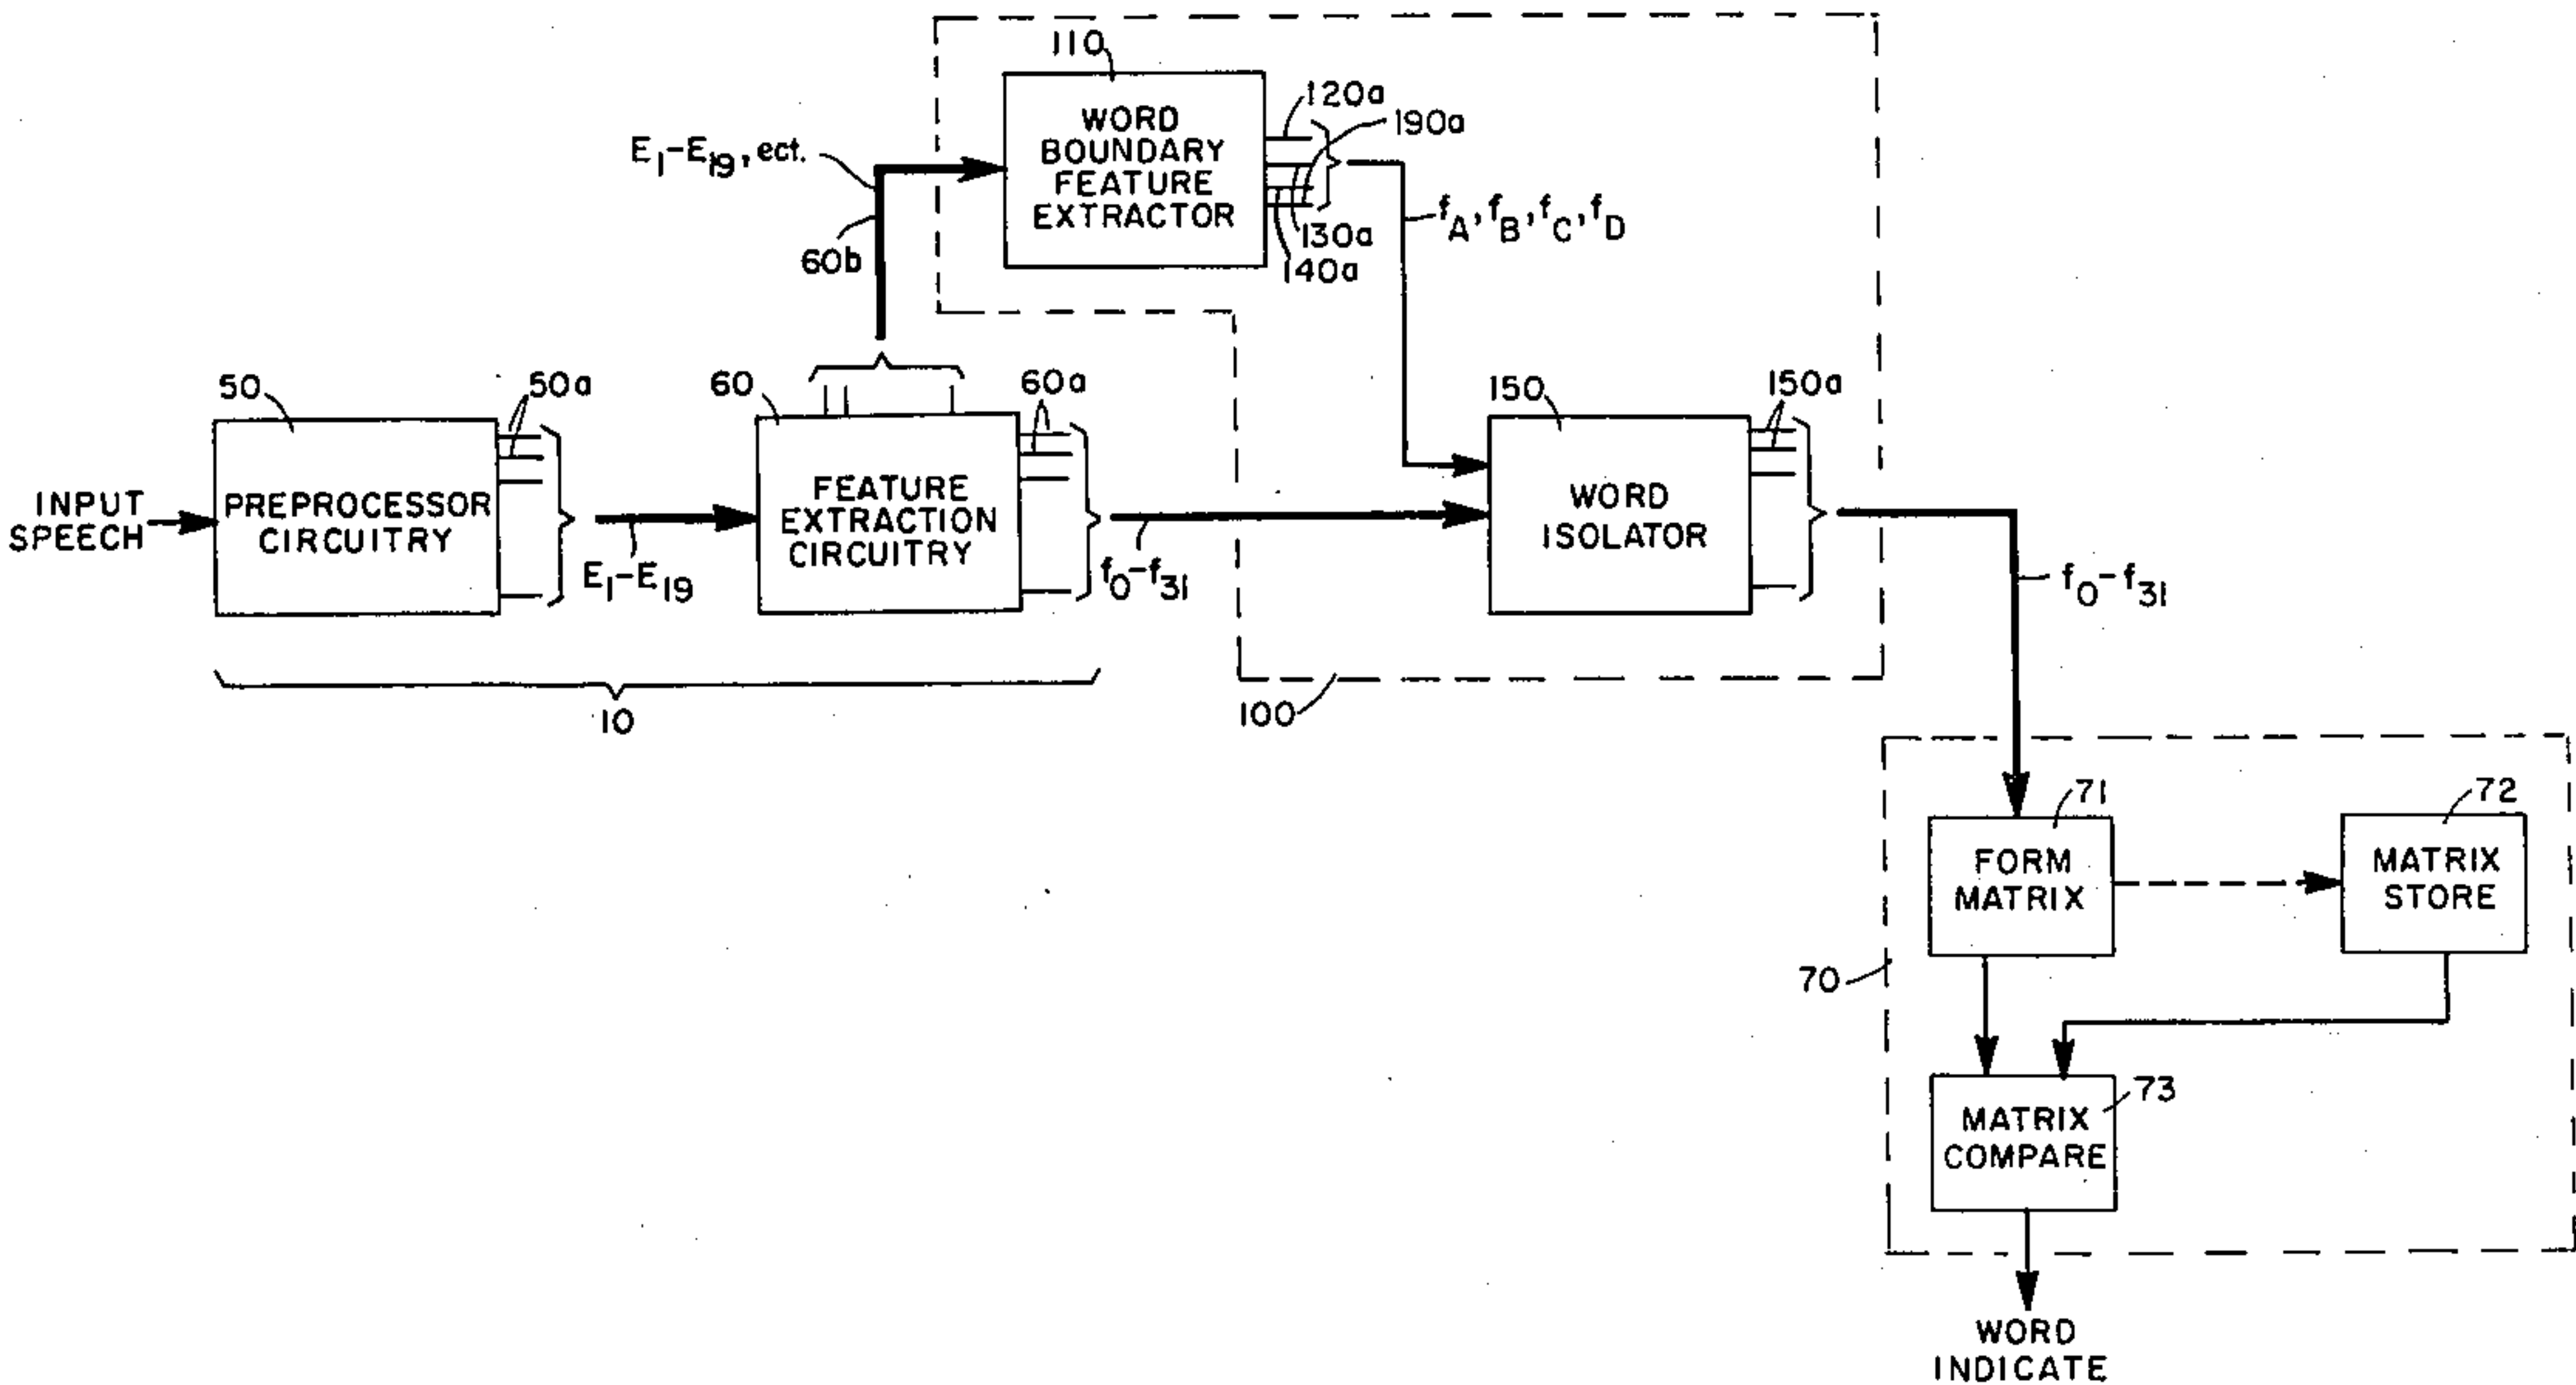 110
120a
190a
WORD
BOUNDARY
FEATURE
EXTRACTOR
E1-E19, ect.
60b
130a
140a
fA, fB, fC, fD
50
50a
60
60a
150
150a
INPUT
SPEECH
PREPROCESSOR
CIRCUITRY
E1-E19
FEATURE
EXTRACTION
CIRCUITRY
f0-f31
WORD
ISOLATOR
f0-f31
10
100
71
72
FORM
MATRIX
MATRIX
STORE
70
73
MATRIX
COMPARE
WORD
INDICATE